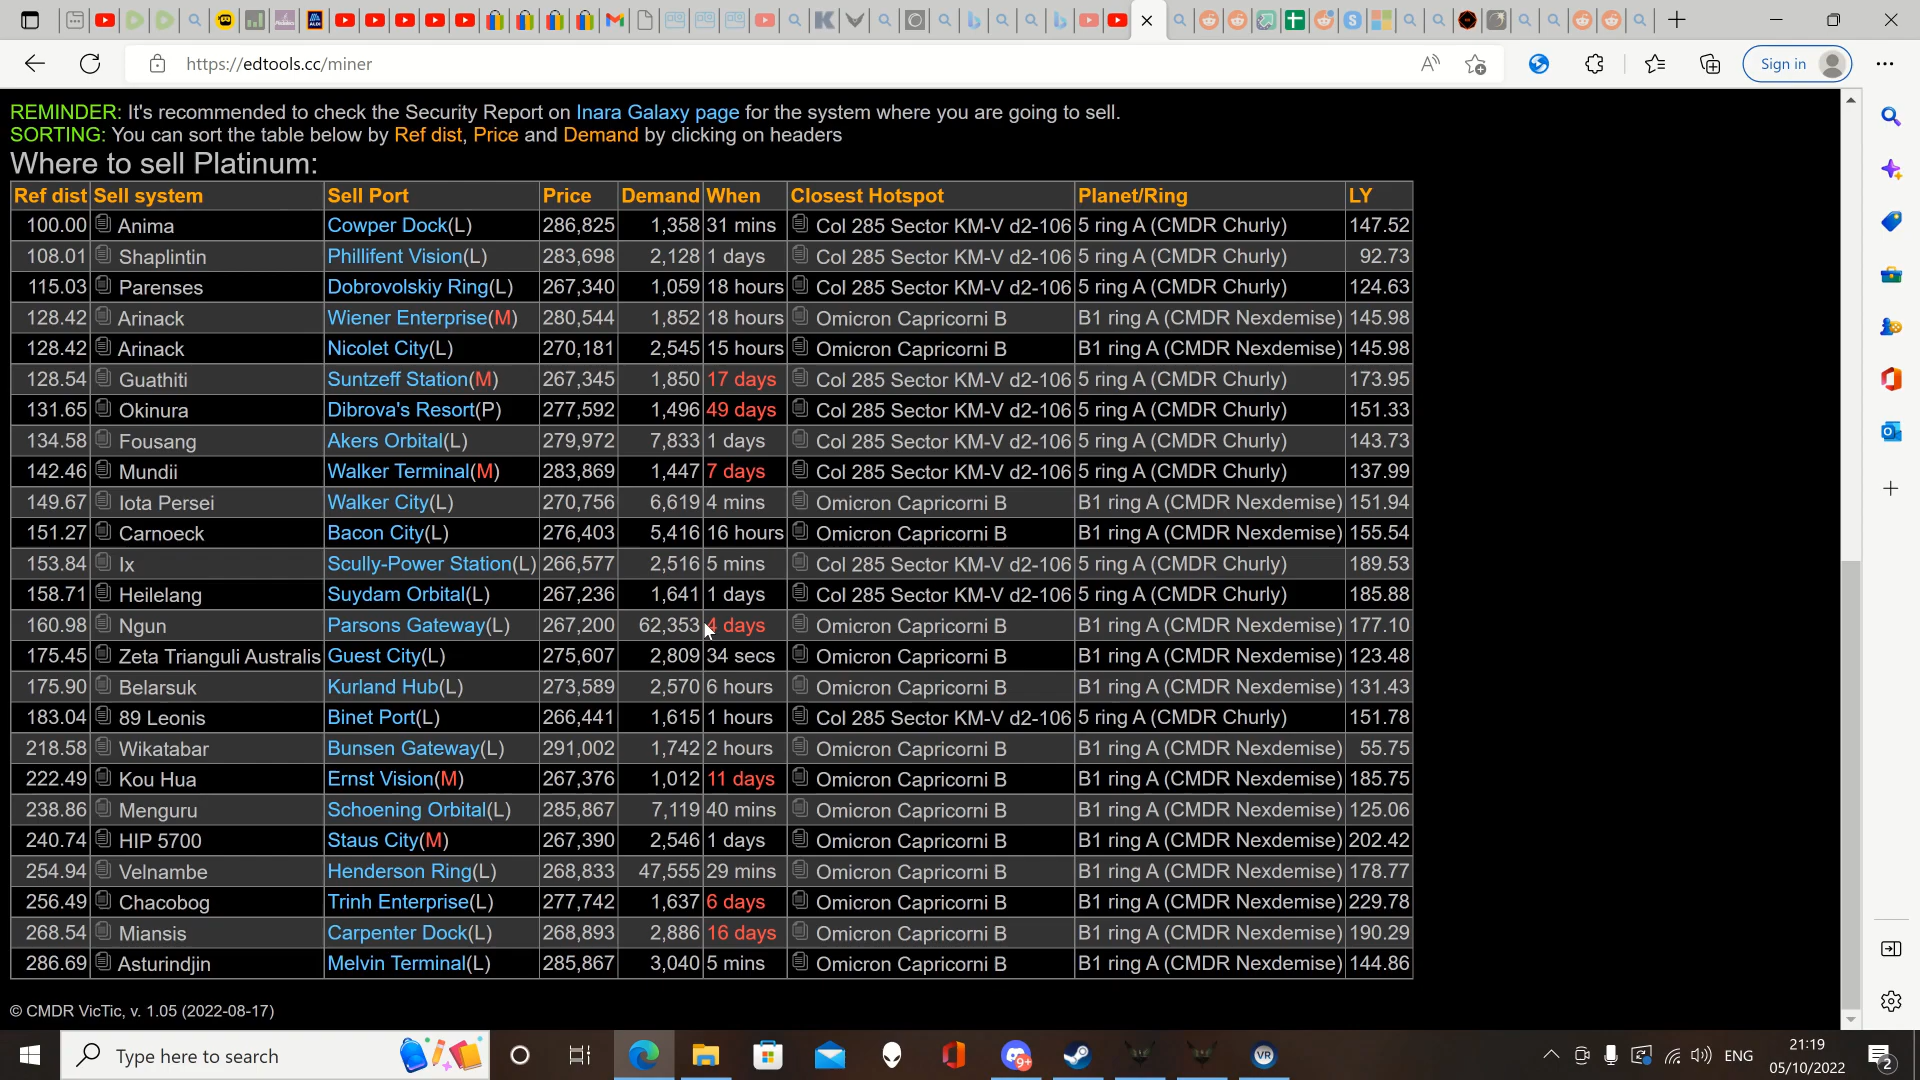 https://edtools.cc/miner
Sign in
REMINDER: It's recommended to check the Security Report on Inara Galaxy page for the system where you are going to sell.
SORTING: You can sort the table below by Ref dist, Price and Demand by clicking on headers
Where to sell Platinum:
Ref dist Sell system Sell Port Price Demand When Closest Hotspot Planet/Ring LY
100.00 Anima Cowper Dock(L) 286,825 1,358 31 mins Col 285 Sector KM-V d2-106 5 ring A (CMDR Churly) 147.52
108.01 Shaplintin Phillifent Vision(L) 283,698 2,128 1 days Col 285 Sector KM-V d2-106 5 ring A (CMDR Churly) 92.73
115.03 Parenses Dobrovolskiy Ring(L) 267,340 1,059 18 hours Col 285 Sector KM-V d2-106 5 ring A (CMDR Churly) 124.63
128.42 Arinack Wiener Enterprise(M) 280,544 1,852 18 hours Omicron Capricorni B B1 ring A (CMDR Nexdemise) 145.98
128.42 Arinack Nicolet City(L) 270,181 2,545 15 hours Omicron Capricorni B B1 ring A (CMDR Nexdemise) 145.98
128.54 Guathiti Suntzeff Station(M) 267,345 1,850 17 days Col 285 Sector KM-V d2-106 5 ring A (CMDR Churly) 173.95
131.65 Okinura Dibrova's Resort(P) 277,592 1,496 49 days Col 285 Sector KM-V d2-106 5 ring A (CMDR Churly) 151.33
134.58 Fousang Akers Orbital(L) 279,972 7,833 1 days Col 285 Sector KM-V d2-106 5 ring A (CMDR Churly) 143.73
142.46 Mundii Walker Terminal(M) 283,869 1,447 7 days Col 285 Sector KM-V d2-106 5 ring A (CMDR Churly) 137.99
149.67 Iota Persei Walker City(L) 270,756 6,619 4 mins Omicron Capricorni B B1 ring A (CMDR Nexdemise) 151.94
151.27 Carnoeck Bacon City(L) 276,403 5,416 16 hours Omicron Capricorni B B1 ring A (CMDR Nexdemise) 155.54
153.84 Ix Scully-Power Station(L) 266,577 2,516 5 mins Col 285 Sector KM-V d2-106 5 ring A (CMDR Churly) 189.53
158.71 Heilelang Suydam Orbital(L) 267,236 1,641 1 days Col 285 Sector KM-V d2-106 5 ring A (CMDR Churly) 185.88
160.98 Ngun Parsons Gateway(L) 267,200 62,353 4 days Omicron Capricorni B B1 ring A (CMDR Nexdemise) 177.10
175.45 Zeta Trianguli Australis Guest City(L) 275,607 2,809 34 secs Omicron Capricorni B B1 ring A (CMDR Nexdemise) 123.48
175.90 Belarsuk Kurland Hub(L) 273,589 2,570 6 hours Omicron Capricorni B B1 ring A (CMDR Nexdemise) 131.43
183.04 89 Leonis Binet Port(L) 266,441 1,615 1 hours Col 285 Sector KM-V d2-106 5 ring A (CMDR Churly) 151.78
218.58 Wikatabar Bunsen Gateway(L) 291,002 1,742 2 hours Omicron Capricorni B B1 ring A (CMDR Nexdemise) 55.75
222.49 Kou Hua Ernst Vision(M) 267,376 1,012 11 days Omicron Capricorni B B1 ring A (CMDR Nexdemise) 185.75
238.86 Menguru Schoening Orbital(L) 285,867 7,119 40 mins Omicron Capricorni B B1 ring A (CMDR Nexdemise) 125.06
240.74 HIP 5700 Staus City(M) 267,390 2,546 1 days Omicron Capricorni B B1 ring A (CMDR Nexdemise) 202.42
254.94 Velnambe Henderson Ring(L) 268,833 47,555 29 mins Omicron Capricorni B B1 ring A (CMDR Nexdemise) 178.77
256.49 Chacobog Trinh Enterprise(L) 277,742 1,637 6 days Omicron Capricorni B B1 ring A (CMDR Nexdemise) 229.78
268.54 Miansis Carpenter Dock(L) 268,893 2,886 16 days Omicron Capricorni B B1 ring A (CMDR Nexdemise) 190.29
286.69 Asturindjin Melvin Terminal(L) 285,867 3,040 5 mins Omicron Capricorni B B1 ring A (CMDR Nexdemise) 144.86
© CMDR VicTic, v. 1.05 (2022-08-17)
Type here to search
9+
VR
ENG
21:19
05/10/2022
2